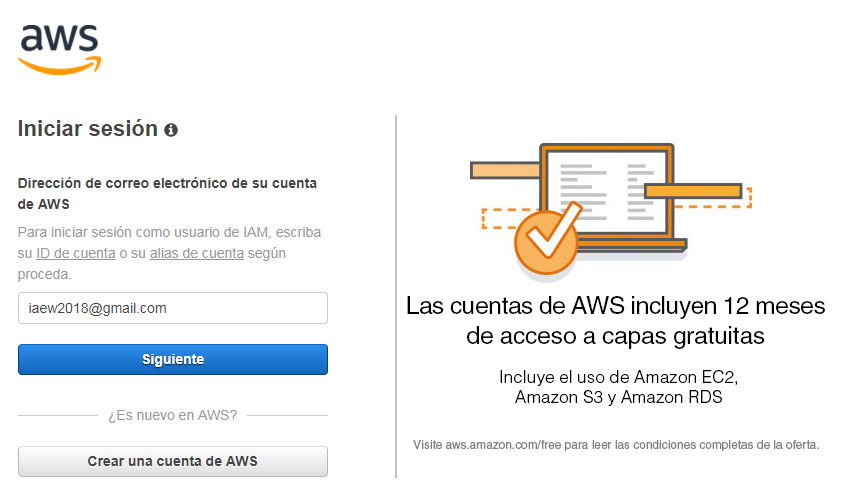 aws
Iniciar sesión
Dirección de correo electrónico de su cuenta
de AWS
Para iniciar sesión como usuario de IAM, escriba
su ID de cuenta o su alias de cuenta según
proceda.
iaew2018@gmail.com
Siguiente
¿Es nuevo en AWS?
Crear una cuenta de AWS
Las cuentas de AWS incluyen 12 meses
de acceso a capas gratuitas
Incluye el uso de Amazon EC2,
Amazon S3 y Amazon RDS
Visite aws.amazon.com/free para leer las condiciones completas de la oferta.